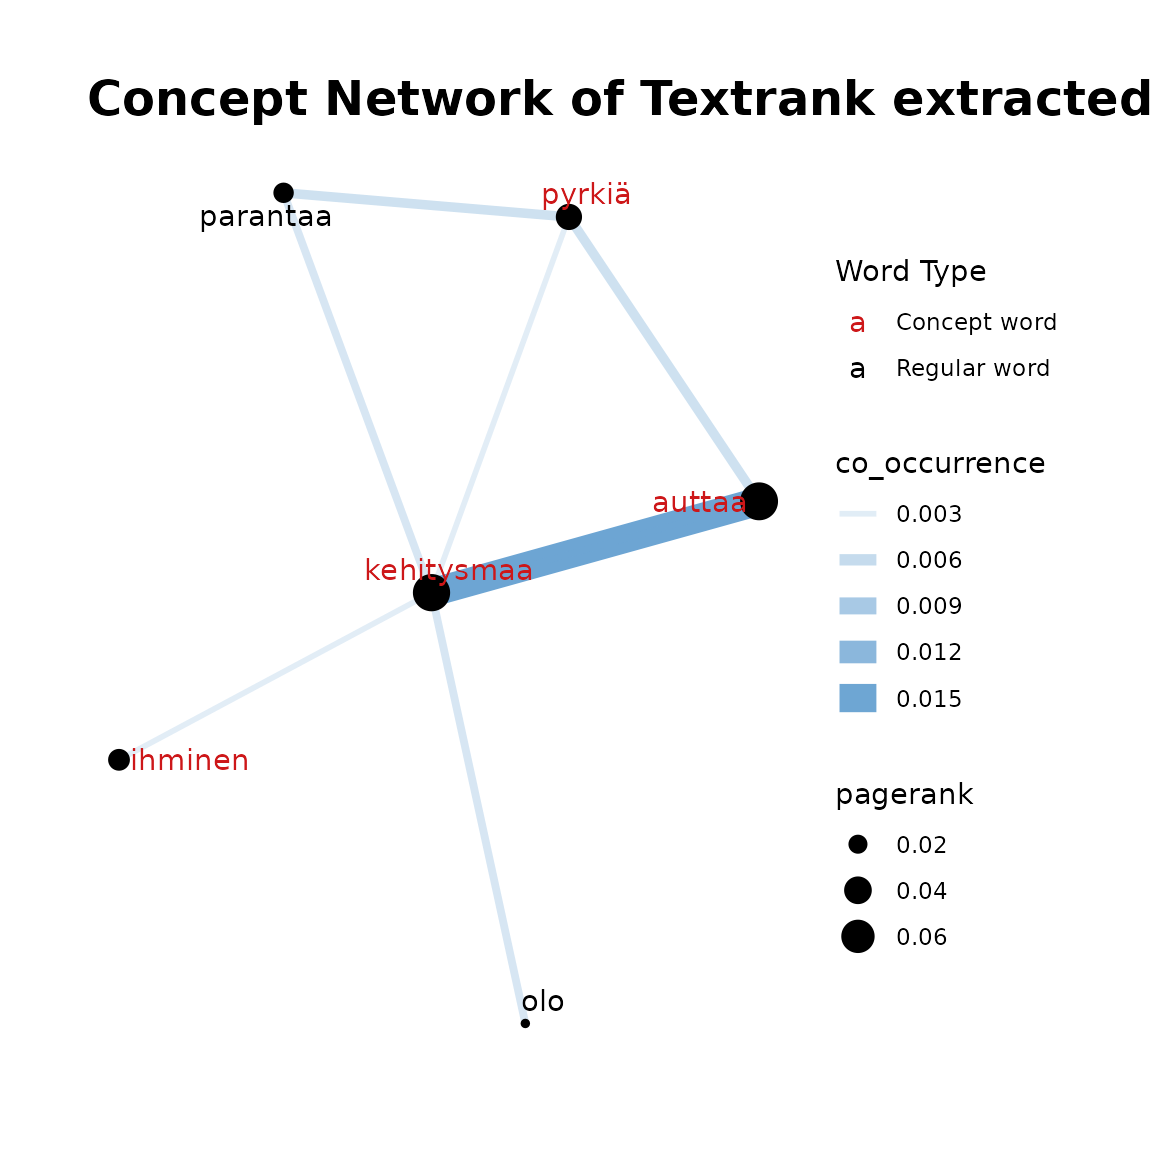 Concept Network of Textrank extracted
pyrkiä
parantaa
auttaa
kehitysmaa
ihminen
olo
Word Type
a Concept word
a Regular word
co_occurrence
0.003
0.006
0.009
0.012
0.015
pagerank
0.02
0.04
0.06